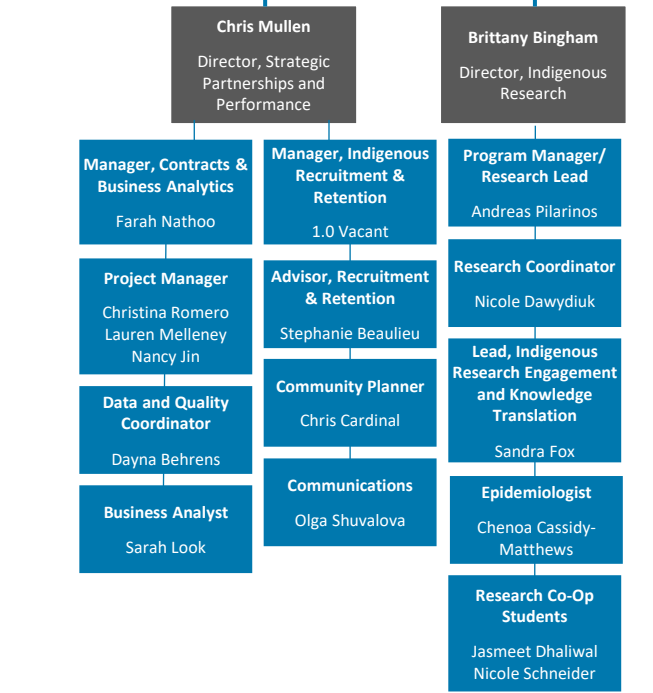 Chris Mullen
Director, Strategic
Partnerships and
Performance
Manager, Contracts &
Business Analytics
Farah Nathoo
Project Manager
Christina Romero
Lauren Melleney
Nancy Jin
Data and Quality
Coordinator
Dayna Behrens
Business Analyst
Sarah Look
Manager, Indigenous
Recruitment &
Retention
1.0 Vacant
Advisor, Recruitment
& Retention
Stephanie Beaulieu
Community Planner
Chris Cardinal
Communications
Olga Shuvalova
Brittany Bingham
Director, Indigenous
Research
Program Manager/
Research Lead
Andreas Pilarinos
Research Coordinator
Nicole Dawydiuk
Lead, Indigenous
Research Engagement
and Knowledge
Translation
Sandra Fox
Epidemiologist
Chenoa Cassidy-
Matthews
Research Co-Op
Students
Jasmeet Dhaliwal
Nicole Schneider